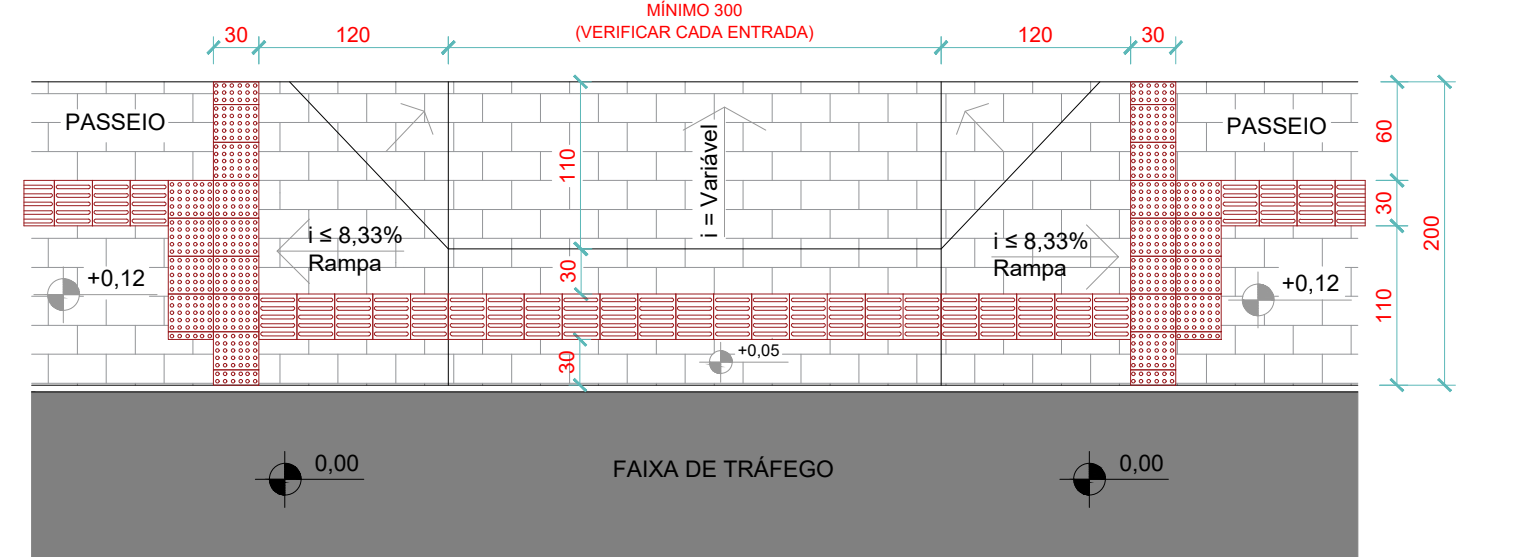 MÍNIMO 300
(VERIFICAR CADA ENTRADA)
30
120
120
30
PASSEIO
PASSEIO
110
i = Variável
60
30
200
110
i ≤ 8,33%
Rampa
i ≤ 8,33%
Rampa
+0,12
+0,12
30
30
+0,05
0,00
FAIXA DE TRÁFEGO
0,00